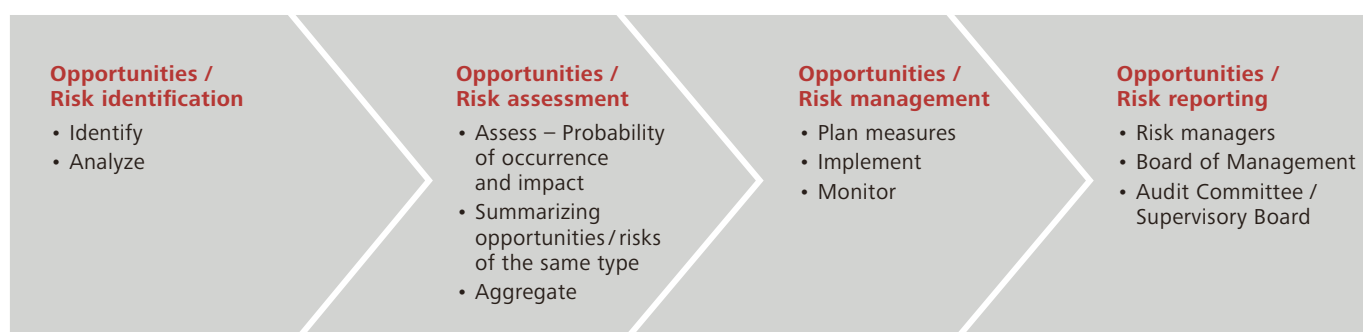 Opportunities /
Risk identification
• Identify
• Analyze
Opportunities /
Risk assessment
• Assess – Probability
of occurrence
and impact
• Summarizing
opportunities / risks
of the same type
• Aggregate
Opportunities /
Risk management
• Plan measures
• Implement
• Monitor
Opportunities /
Risk reporting
• Risk managers
• Board of Management
• Audit Committee /
Supervisory Board